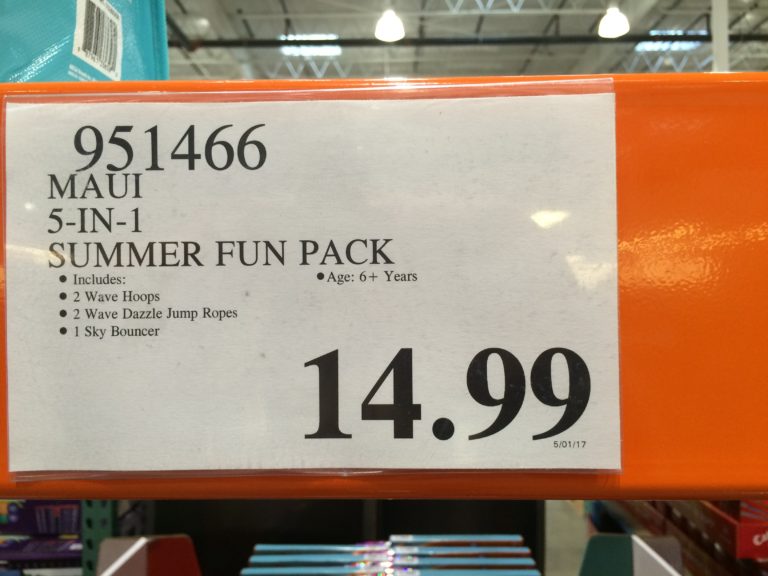 951466
MAUI
5-IN-1
SUMMER FUN PACK
• Includes:
• 2 Wave Hoops
• 2 Wave Dazzle Jump Ropes
• 1 Sky Bouncer
• Age: 6+ Years
14.99
5/01/17